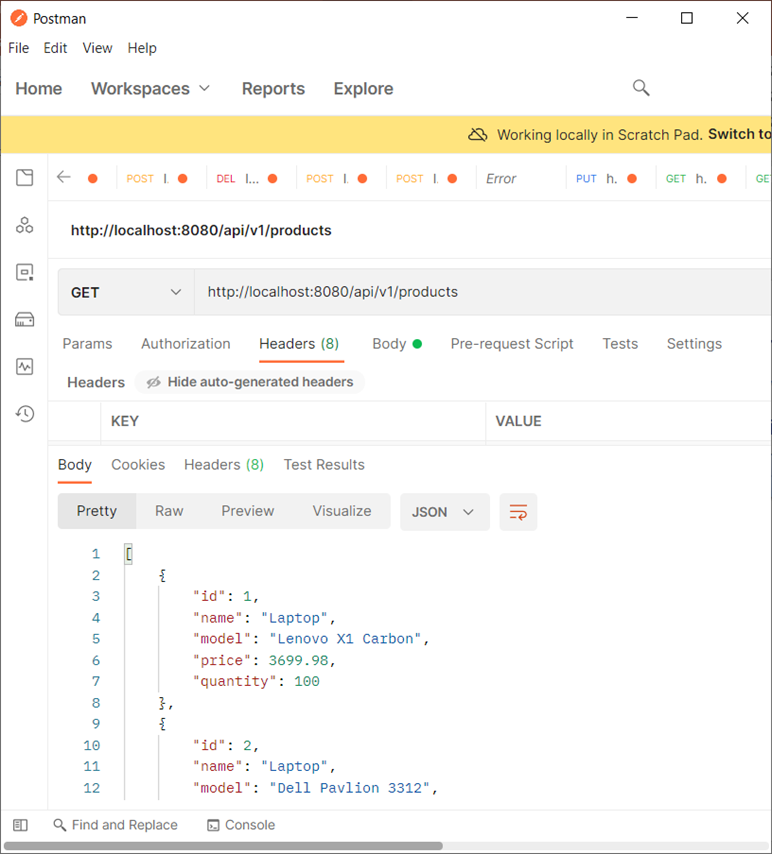 Postman
File Edit View Help
Home Workspaces Reports Explore
Working locally in Scratch Pad. Switch to
POST l. DEL l... POST l. POST l. Error PUT h. GET h. GE
http://localhost:8080/api/v1/products
GET http://localhost:8080/api/v1/products
Params Authorization Headers (8) Body Pre-request Script Tests Settings
Headers Hide auto-generated headers
KEY VALUE
Body Cookies Headers (8) Test Results
Pretty Raw Preview Visualize JSON
1 [
2 {
3 "id": 1,
4 "name": "Laptop",
5 "model": "Lenovo X1 Carbon",
6 "price": 3699.98,
7 "quantity": 100
8 },
9 {
10 "id": 2,
11 "name": "Laptop",
12 "model": "Dell Pavlion 3312",
Find and Replace Console